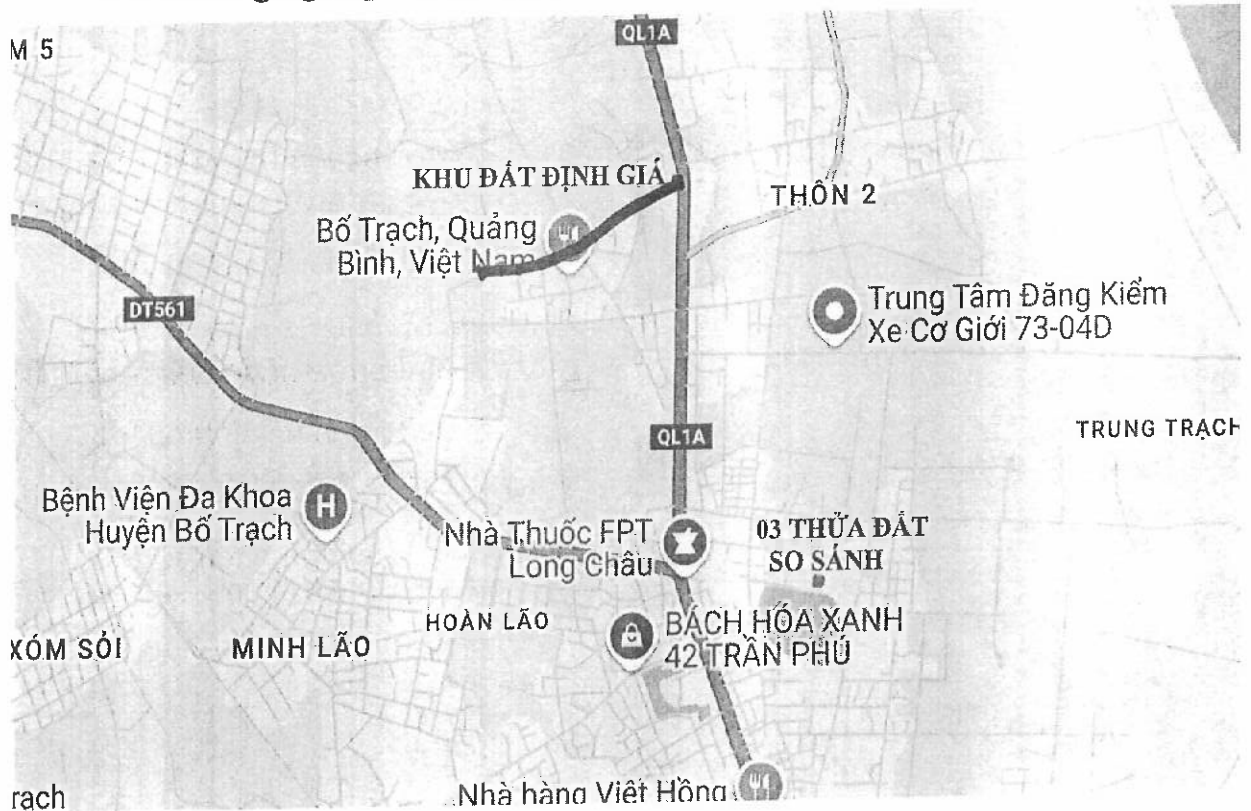 M 5
QL1A
KHU ĐẤT ĐỊNH GIÁ
THÔN 2
Bố Trạch, Quảng
Bình, Việt Nam
Trung Tâm Đăng Kiểm
Xe Cơ Giới 73-04D
DT561
QL1A
TRUNG TRẠCH
Bệnh Viện Đa Khoa
Huyện Bố Trạch
H
Nhà Thuốc FPT
Long Châu
03 THỬA ĐẤT
SO SÁNH
HOÀN LÃO
BÁCH HÓA XANH
42 TRẦN PHÚ
XÓM SỎI
MINH LÃO
Nhà hàng Việt Hồng
rạch